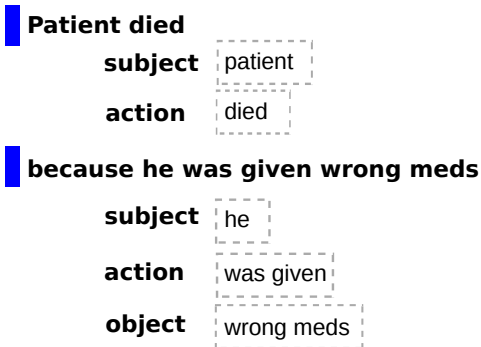 Patient died
subject patient
action died
because he was given wrong meds
subject he
action was given
object wrong meds